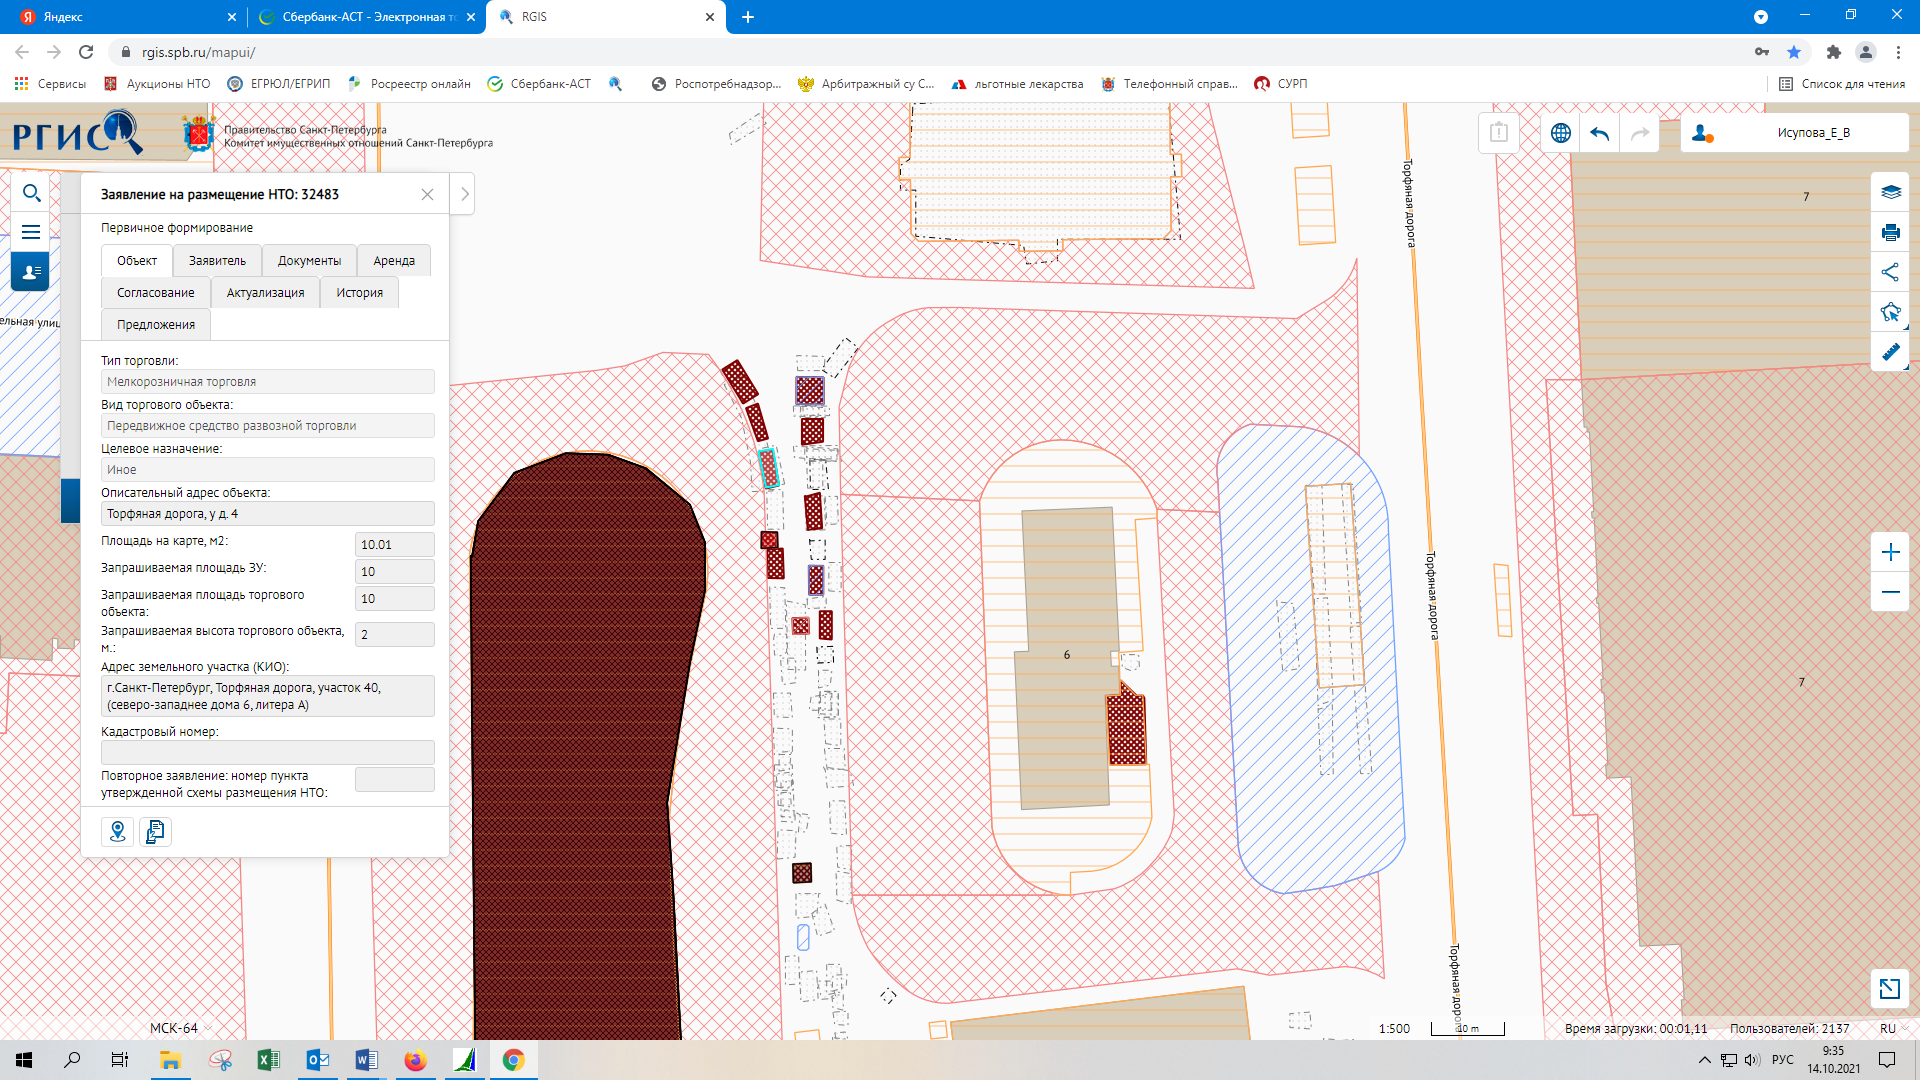 Яндекс
Сбербанк-АСТ - Электронная т
RGIS
rgis.spb.ru/mapui/
Сервисы
Аукционы НТО
ЕГРЮЛ/ЕГРИП
Росреестр онлайн
Сбербанк-АСТ
Роспотребнадзор...
Арбитражный су С...
льготные лекарства
Телефонный справ...
СУРП
Список для чтения
РГИС
Правительство Санкт-Петербурга
Комитет имущественных отношений Санкт-Петербурга
Исупова_Е_В
Заявление на размещение НТО: 32483
Первичное формирование
Объект
Заявитель
Документы
Аренда
Согласование
Актуализация
История
Предложения
Тип торговли:
Мелкорозничная торговля
Вид торгового объекта:
Передвижное средство развозной торговли
Целевое назначение:
Иное
Описательный адрес объекта:
Торфяная дорога, у д. 4
Площадь на карте, м2:
10.01
Запрашиваемая площадь ЗУ:
10
Запрашиваемая площадь торгового
объекта:
10
Запрашиваемая высота торгового объекта,
м.:
2
Адрес земельного участка (КИО):
г.Санкт-Петербург, Торфяная дорога, участок 40,
(северо-западнее дома 6, литера А)
Кадастровый номер:
Повторное заявление: номер пункта
утвержденной схемы размещения НТО:
ельная улиц
Торфяная дорога
Торфяная дорога
Торфяная дорога
7
6
7
МСК-64
1:500
10 m
Время загрузки: 00:01,11
Пользователей: 2137
RU
РУС
9:35
14.10.2021